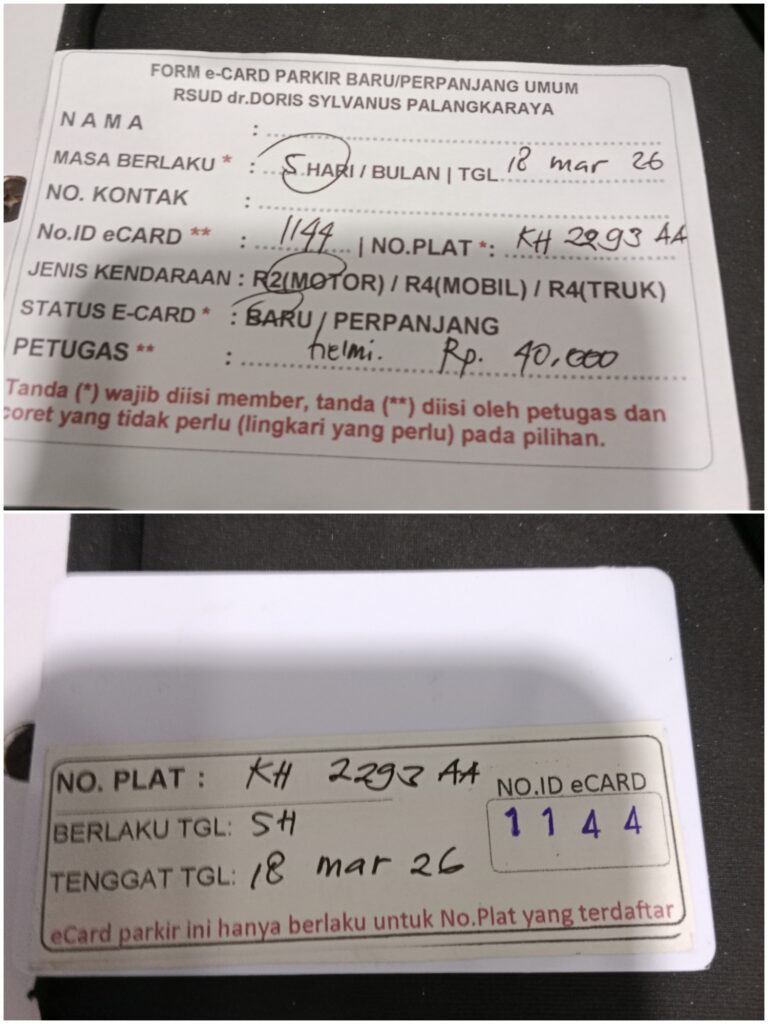 FORM e-CARD PARKIR BARU/PERPANJANG UMUM
RSUD dr.DORIS SYLVANUS PALANGKARAYA
NAMA :
MASA BERLAKU * : 5 HARI / BULAN | TGL 18 mar 26
NO. KONTAK :
No.ID eCARD ** : 1144 | NO.PLAT *: KH 2293 AA
JENIS KENDARAAN : R2(MOTOR) / R4(MOBIL) / R4(TRUK)
STATUS E-CARD * : BARU / PERPANJANG
PETUGAS ** : helmi. Rp. 40.000
Tanda (*) wajib diisi member, tanda (**) diisi oleh petugas dan
coret yang tidak perlu (lingkari yang perlu) pada pilihan.
NO. PLAT : KH 2293 AA
NO.ID eCARD
1144
BERLAKU TGL: 5H
TENGGAT TGL: 18 mar 26
eCard parkir ini hanya berlaku untuk No.Plat yang terdaftar